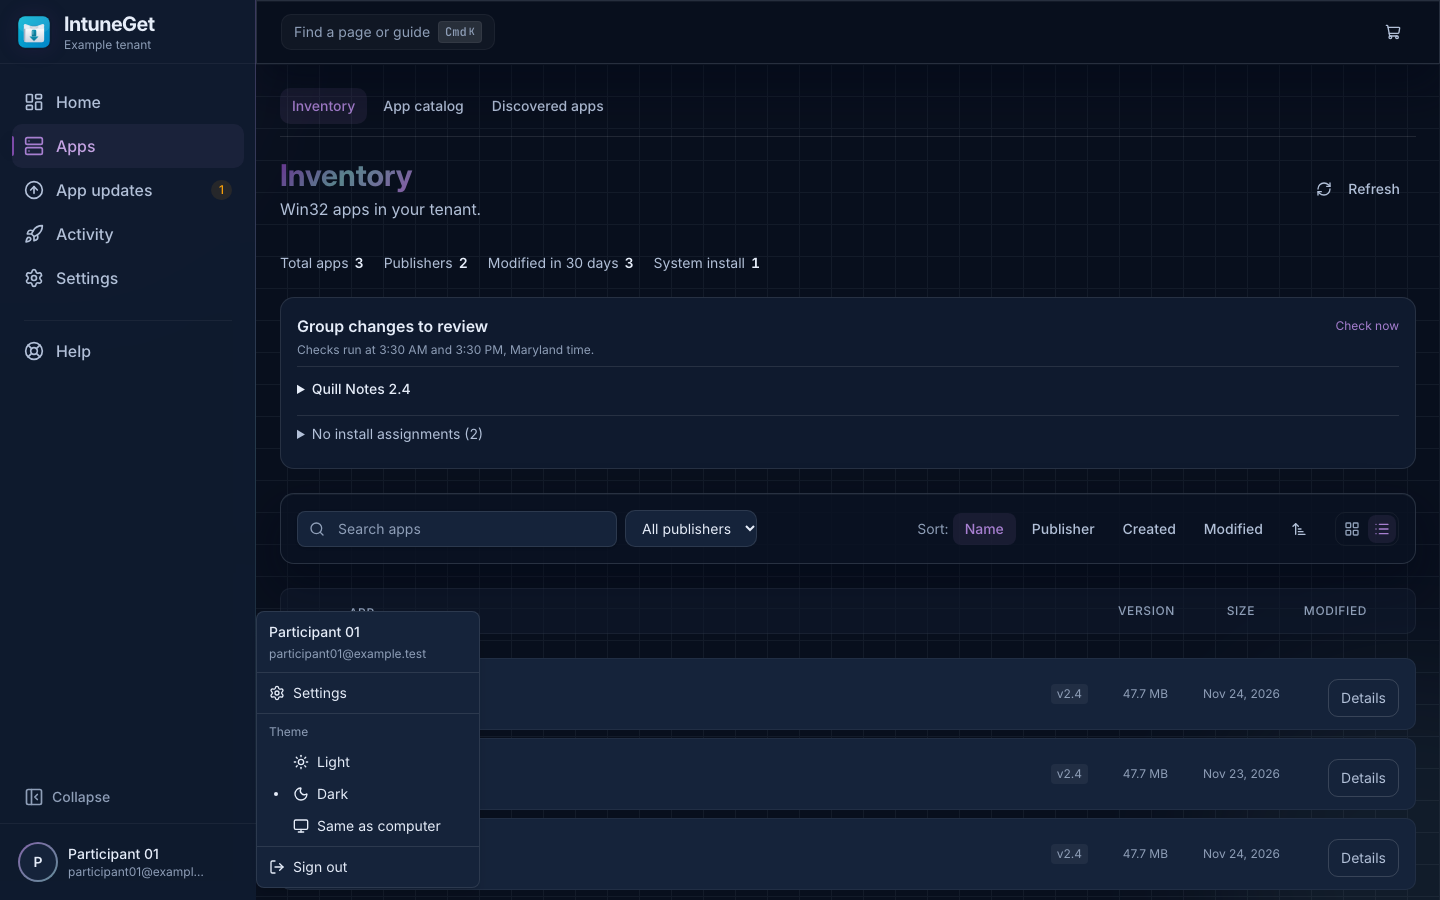 IntuneGet
Example tenant
Find a page or guide Cmd K
Home
Apps
App updates 1
Activity
Settings
Help
Inventory App catalog Discovered apps
Inventory
Win32 apps in your tenant.
Refresh
Total apps 3 Publishers 2 Modified in 30 days 3 System install 1
Group changes to review
Check now
Checks run at 3:30 AM and 3:30 PM, Maryland time.
Quill Notes 2.4
No install assignments (2)
Search apps
All publishers
Sort: Name Publisher Created Modified
APP VERSION SIZE MODIFIED
v2.4 47.7 MB Nov 24, 2026 Details
v2.4 47.7 MB Nov 23, 2026 Details
v2.4 47.7 MB Nov 24, 2026 Details
Participant 01
participant01@example.test
Settings
Theme
Light
Dark
Same as computer
Sign out
Collapse
P
Participant 01
participant01@exampl...